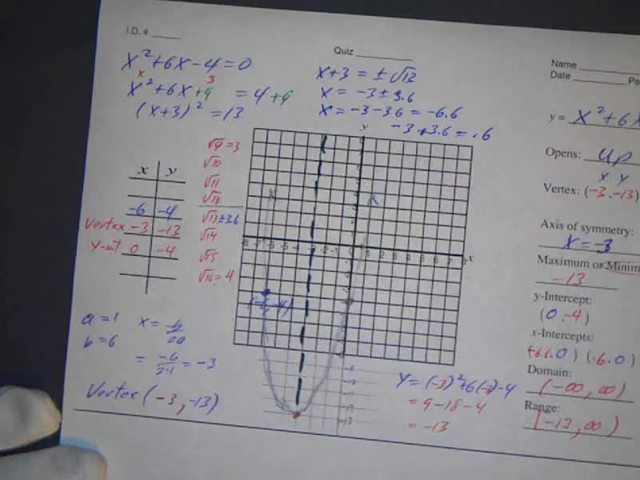 I.D. #
Quiz
Name
Date
x²+6x-4=0
x²+6x+9 = 4+9
(x+3)²=13
x+3 = ±√13
x = -3±3.6
x = -3-3.6 = -6.6
-3+3.6 = .6
y = x²+6x
Opens: up
x y
Vertex: (-3,-13)
Axis of symmetry:
x = -3
Maximum or Minim
-13
y-Intercept:
(0,-4)
x-Intercepts:
(.6,0)
Domain:
(-∞, ∞)
Range:
[-13, ∞)
x y
-6 -4
Vertex -3 -13
Y-int 0 -4
√9=3
√10
√11
√12
√13≈3.6
√14
√15
√16=4
a=1
b=6
x = -b/2a
= -6/2·1 = -3
Vertex (-3,-13)
y = (-3)²+6(-3)-4
= 9-18-4
= -13